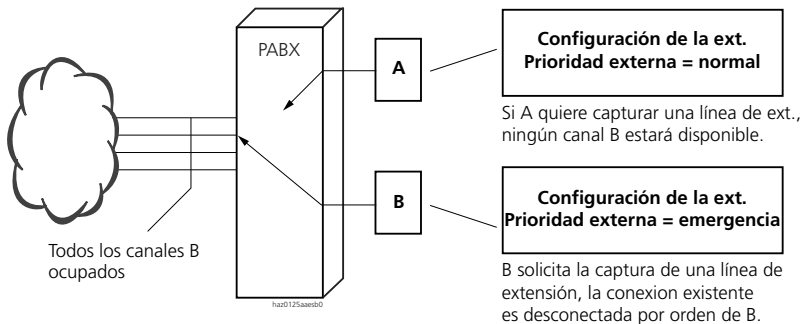 PABX
A
Configuración de la ext.
Prioridad externa = normal
Si A quiere capturar una línea de ext.,
ningún canal B estará disponible.
B
Configuración de la ext.
Prioridad externa = emergencia
Todos los canales B
ocupados
B solicita la captura de una línea de
extensión, la conexion existente
es desconectada por orden de B.
haz0125aaesb0